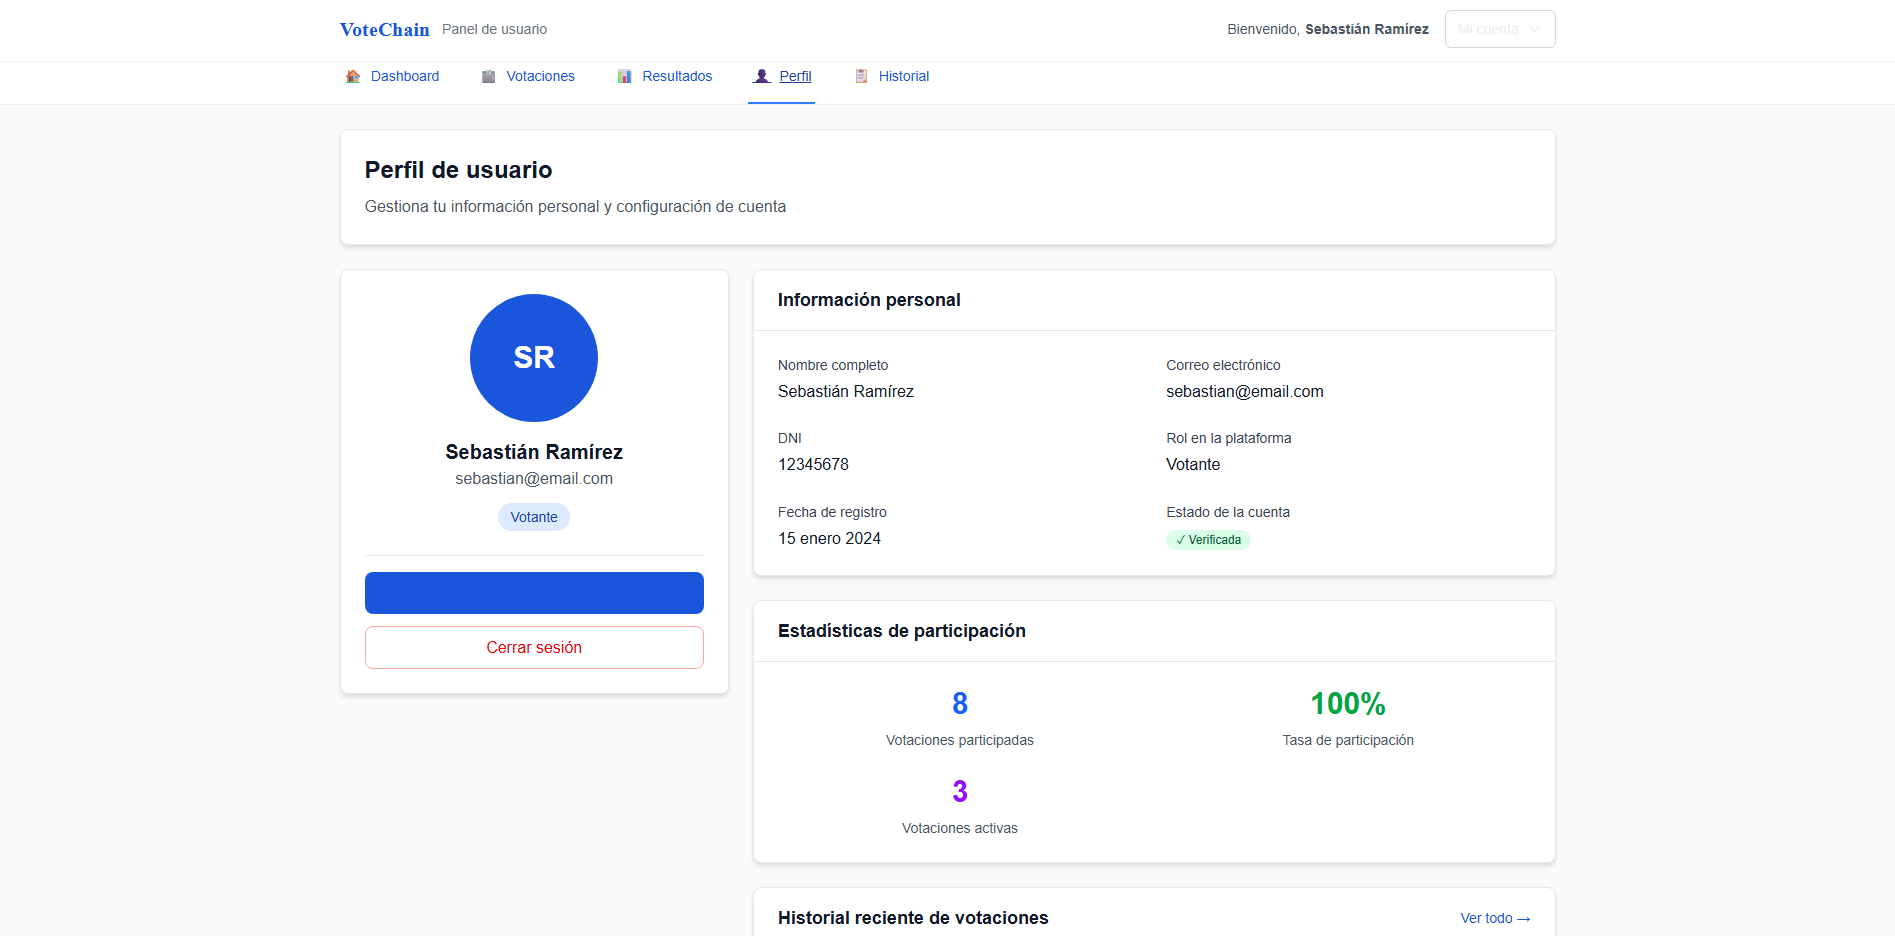 VoteChain Panel de usuario
Bienvenido, Sebastián Ramírez Mi cuenta
Dashboard Votaciones Resultados Perfil Historial
Perfil de usuario
Gestiona tu información personal y configuración de cuenta
SR
Sebastián Ramírez
sebastian@email.com
Votante
Cerrar sesión
Información personal
Nombre completo
Sebastián Ramírez
Correo electrónico
sebastian@email.com
DNI
12345678
Rol en la plataforma
Votante
Fecha de registro
15 enero 2024
Estado de la cuenta
✓ Verificada
Estadísticas de participación
8
Votaciones participadas
100%
Tasa de participación
3
Votaciones activas
Historial reciente de votaciones
Ver todo →